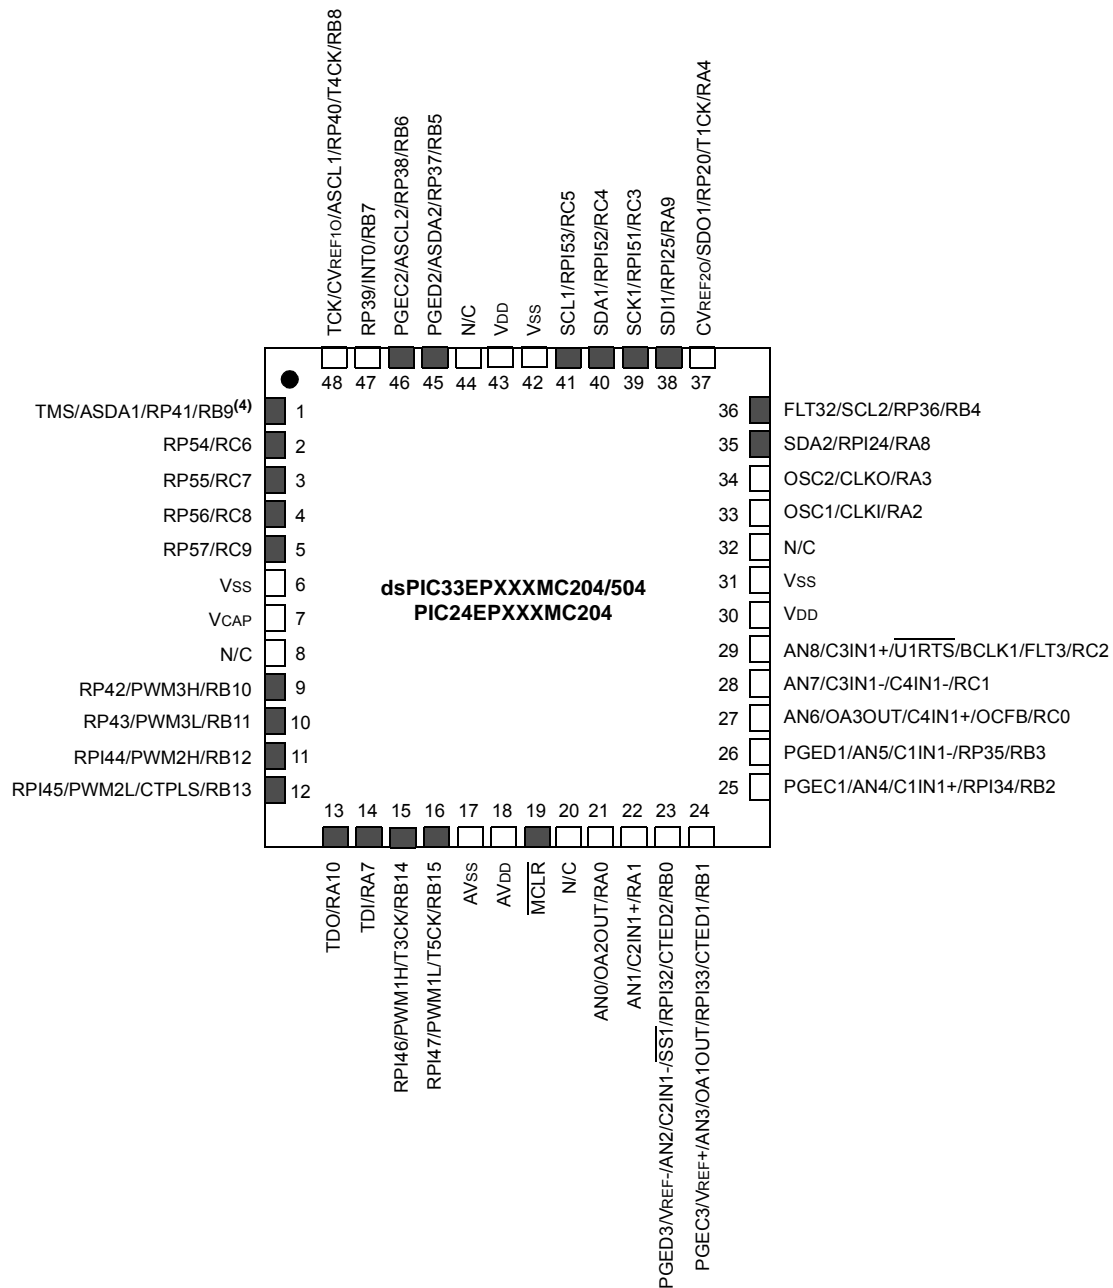 TCK/CVREF1O/ASCL1/RP40/T4CK/RB8
RP39/INT0/RB7
PGEC2/ASCL2/RP38/RB6
PGED2/ASDA2/RP37/RB5
N/C
VDD
VSS
SCL1/RPI53/RC5
SDA1/RPI52/RC4
SCK1/RPI51/RC3
SDI1/RPI25/RA9
CVREF2O/SDO1/RP20/T1CK/RA4
48 47 46 45 44 43 42 41 40 39 38 37
TMS/ASDA1/RP41/RB9(4) 1
RP54/RC6 2
RP55/RC7 3
RP56/RC8 4
RP57/RC9 5
VSS 6
VCAP 7
N/C 8
RP42/PWM3H/RB10 9
RP43/PWM3L/RB11 10
RPI44/PWM2H/RB12 11
RPI45/PWM2L/CTPLS/RB13 12
dsPIC33EPXXXMC204/504
PIC24EPXXXMC204
36 FLT32/SCL2/RP36/RB4
35 SDA2/RPI24/RA8
34 OSC2/CLKO/RA3
33 OSC1/CLKI/RA2
32 N/C
31 VSS
30 VDD
29 AN8/C3IN1+/U1RTS/BCLK1/FLT3/RC2
28 AN7/C3IN1-/C4IN1-/RC1
27 AN6/OA3OUT/C4IN1+/OCFB/RC0
26 PGED1/AN5/C1IN1-/RP35/RB3
25 PGEC1/AN4/C1IN1+/RPI34/RB2
13 14 15 16 17 18 19 20 21 22 23 24
TDO/RA10
TDI/RA7
RPI46/PWM1H/T3CK/RB14
RPI47/PWM1L/T5CK/RB15
AVSS
AVDD
MCLR
N/C
AN0/OA2OUT/RA0
AN1/C2IN1+/RA1
PGED3/VREF-/AN2/C2IN1-/SS1/RPI32/CTED2/RB0
PGEC3/VREF+/AN3/OA1OUT/RPI33/CTED1/RB1